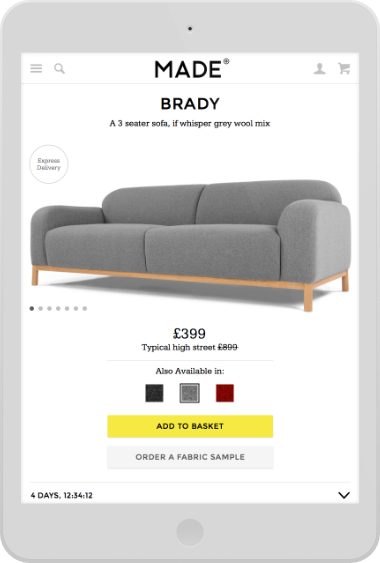 MADE®
BRADY
A 3 seater sofa, if whisper grey wool mix
Express
Delivery
£399
Typical high street £899
Also Available in:
ADD TO BASKET
ORDER A FABRIC SAMPLE
4 DAYS, 12:34:12